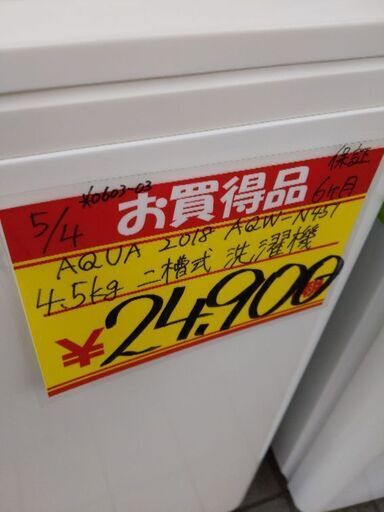 *0603-03
5/4
お買得品
保証
6ヶ月
AQUA 2018 AQW-N451
4.5kg 二槽式 洗濯機
¥24,900